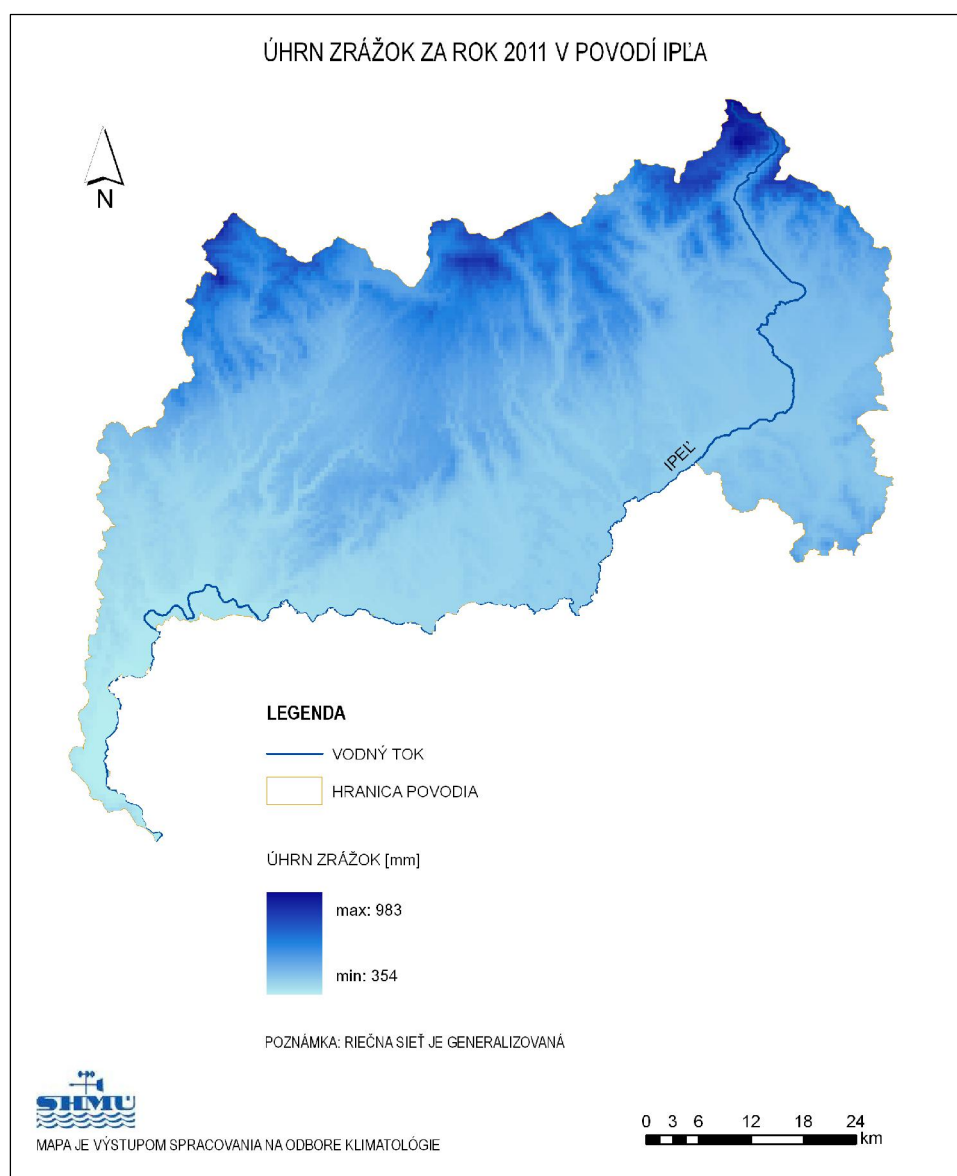 ÚHRN ZRÁŽOK ZA ROK 2011 V POVODÍ IPĽA
N
IPEĽ
LEGENDA
VODNÝ TOK
HRANICA POVODIA
ÚHRN ZRÁŽOK [mm]
max: 983
min: 354
POZNÁMKA: RIEČNA SIEŤ JE GENERALIZOVANÁ
SHMÚ
MAPA JE VÝSTUPOM SPRACOVANIA NA ODBORE KLIMATOLÓGIE
0 3 6 12 18 24
km